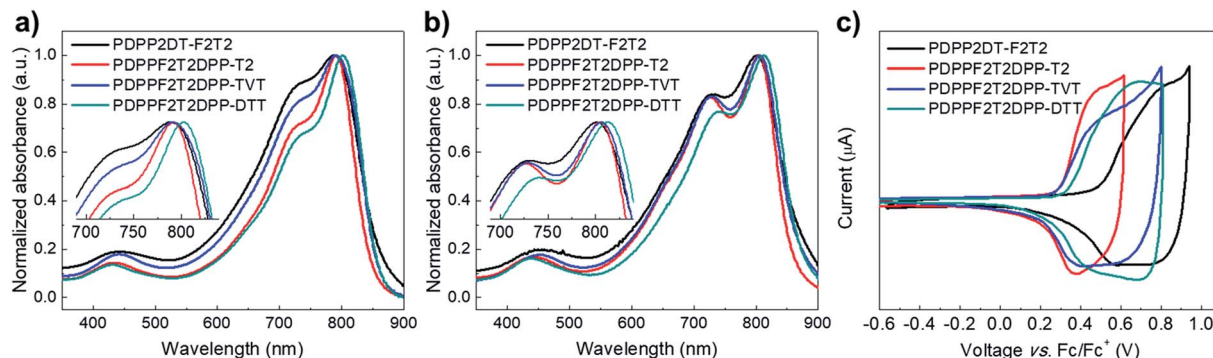 a)
Normalized absorbance (a.u.)
1.0
0.8
0.6
0.4
0.2
0.0
PDPP2DT-F2T2
PDPPF2T2DPP-T2
PDPPF2T2DPP-TVT
PDPPF2T2DPP-DTT
700 750 800
400 500 600 700 800 900
Wavelength (nm)
b)
Normalized absorbance (a.u.)
1.0
0.8
0.6
0.4
0.2
0.0
PDPP2DT-F2T2
PDPPF2T2DPP-T2
PDPPF2T2DPP-TVT
PDPPF2T2DPP-DTT
700 750 800
400 500 600 700 800 900
Wavelength (nm)
c)
Current (μA)
PDPP2DT-F2T2
PDPPF2T2DPP-T2
PDPPF2T2DPP-TVT
PDPPF2T2DPP-DTT
-0.6 -0.4 -0.2 0.0 0.2 0.4 0.6 0.8 1.0
Voltage vs. Fc/Fc⁺ (V)